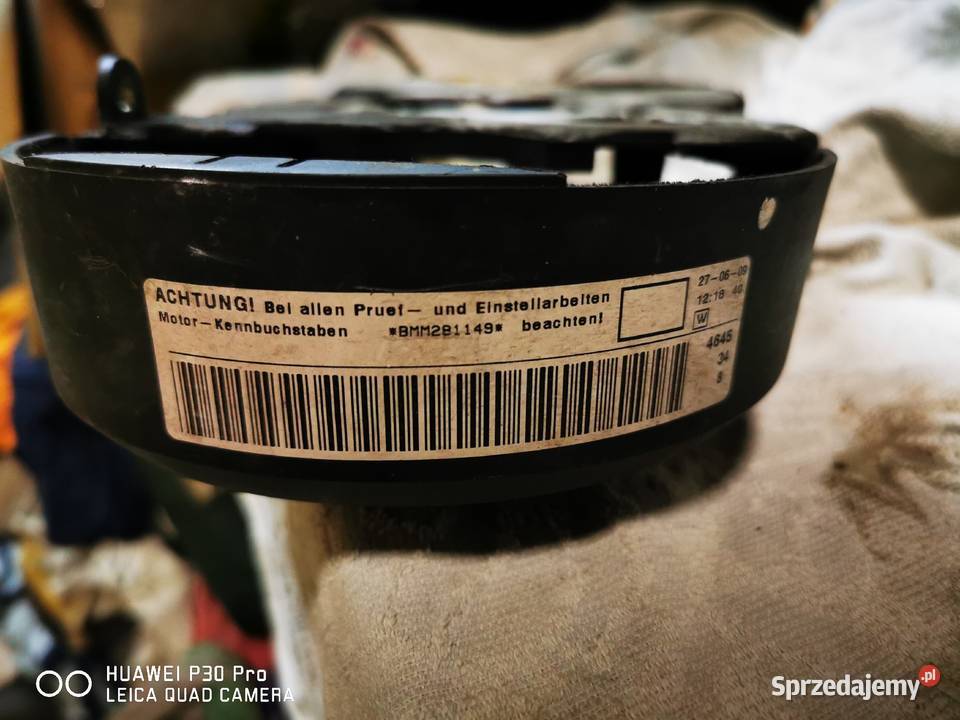 ACHTUNG! Bei allen Pruef- und Einstellarbeiten
Motor-Kennbuchstaben *BMM2B1149* beachten!
27-06-09
12:18 40
W
4645
34
8
HUAWEI P30 Pro
LEICA QUAD CAMERA
Sprzedajemy.pl